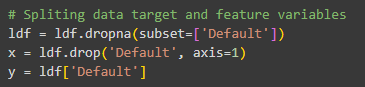 # Spliting data target and feature variables
ldf = ldf.dropna(subset=['Default'])
x = ldf.drop('Default', axis=1)
y = ldf['Default']